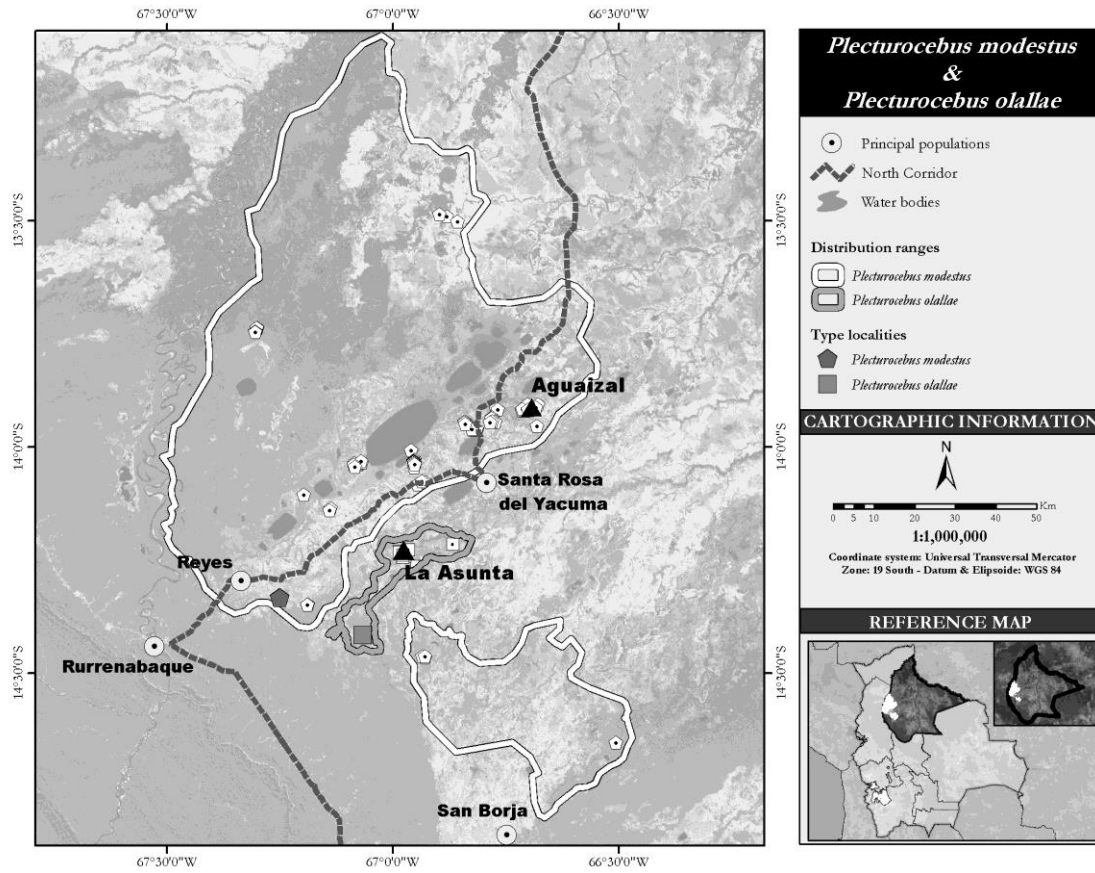 67°30'0"W
67°0'0"W
66°30'0"W
13°30'0"S
14°0'0"S
14°30'0"S
13°30'0"S
14°0'0"S
14°30'0"S
Aguaizal
Santa Rosa
del Yacuma
La Asunta
Reyes
Rurrenabaque
San Borja
67°30'0"W
67°0'0"W
66°30'0"W
Plecturocebus modestus
&
Plecturocebus olallae
Principal populations
North Corridor
Water bodies
Distribution ranges
Plecturocebus modestus
Plecturocebus olallae
Type localities
Plecturocebus modestus
Plecturocebus olallae
CARTOGRAPHIC INFORMATION
N
0 5 10 20 30 40 50 Km
1:1,000,000
Coordinate system: Universal Transversal Mercator
Zone: 19 South - Datum & Elipsoide: WGS 84
REFERENCE MAP